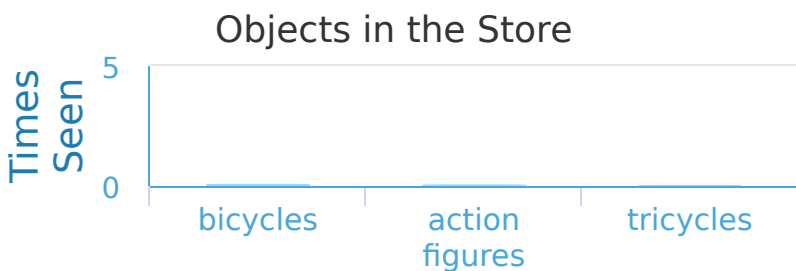 Objects in the Store
Times
Seen
5
0
bicycles
action
figures
tricycles